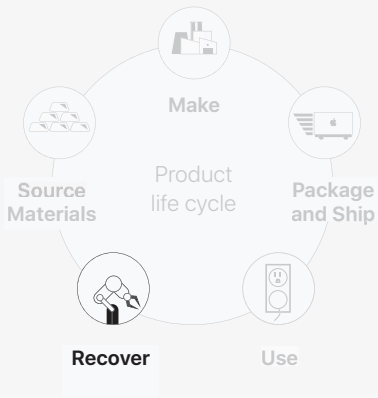 Make
Product
life cycle
Source
Materials
Package
and Ship
Recover
Use